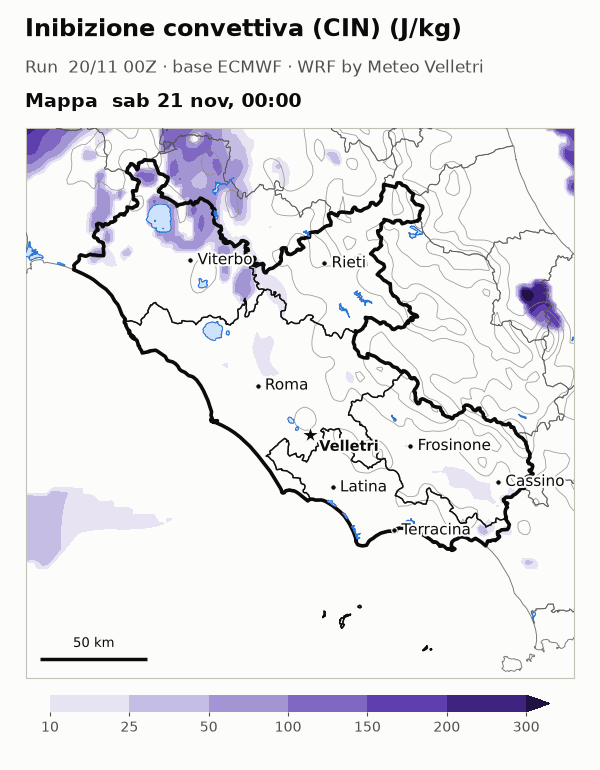 Inibizione convettiva (CIN) (J/kg)
Run  20/11 00Z · base ECMWF · WRF by Meteo Velletri
Mappa  sab 21 nov, 00:00
Viterbo
Rieti
Roma
Velletri
Frosinone
Cassino
Latina
Terracina
50 km
10 25 50 100 150 200 300